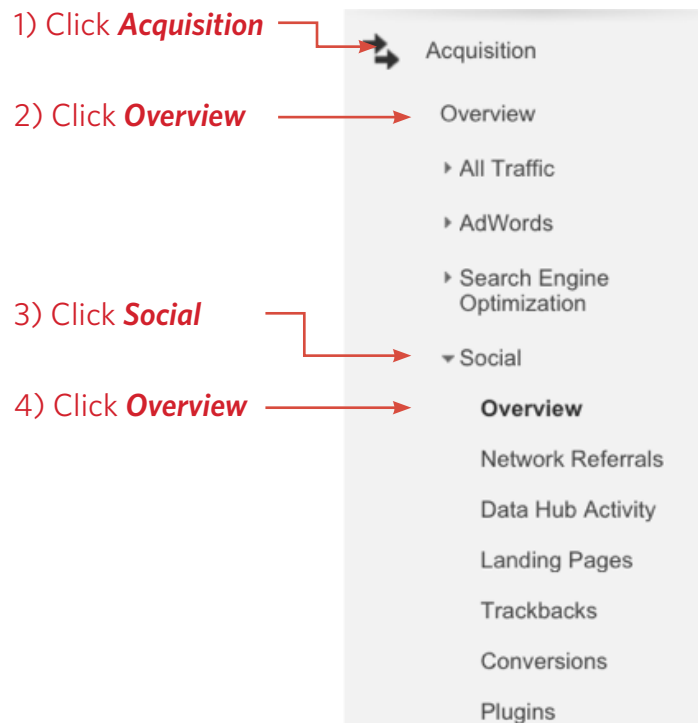 1) Click Acquisition
Acquisition
2) Click Overview
Overview
All Traffic
AdWords
Search Engine
Optimization
3) Click Social
Social
4) Click Overview
Overview
Network Referrals
Data Hub Activity
Landing Pages
Trackbacks
Conversions
Plugins